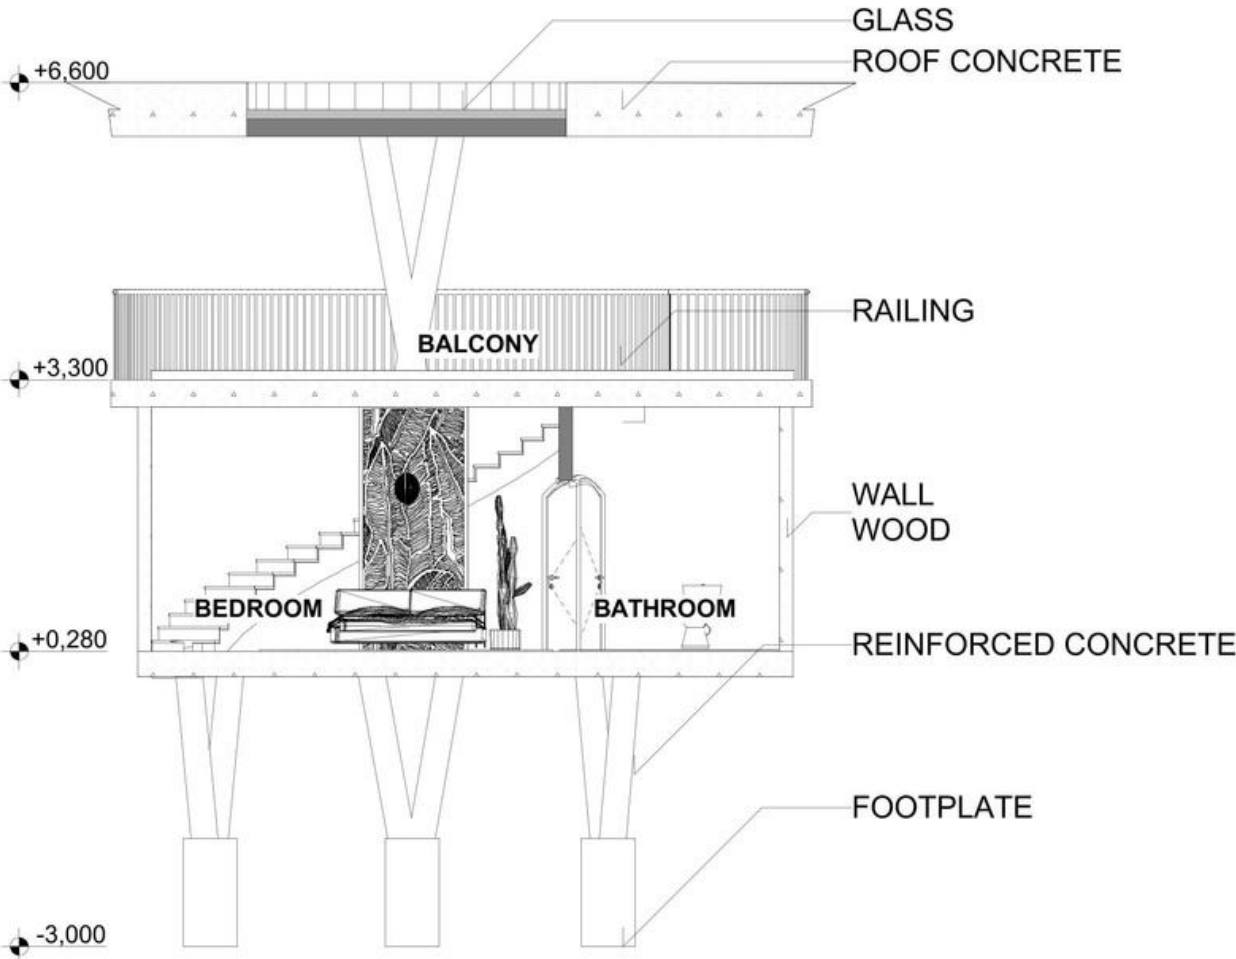 GLASS
+6,600
ROOF CONCRETE
RAILING
BALCONY
+3,300
WALL
WOOD
BEDROOM
BATHROOM
+0,280
REINFORCED CONCRETE
FOOTPLATE
-3,000